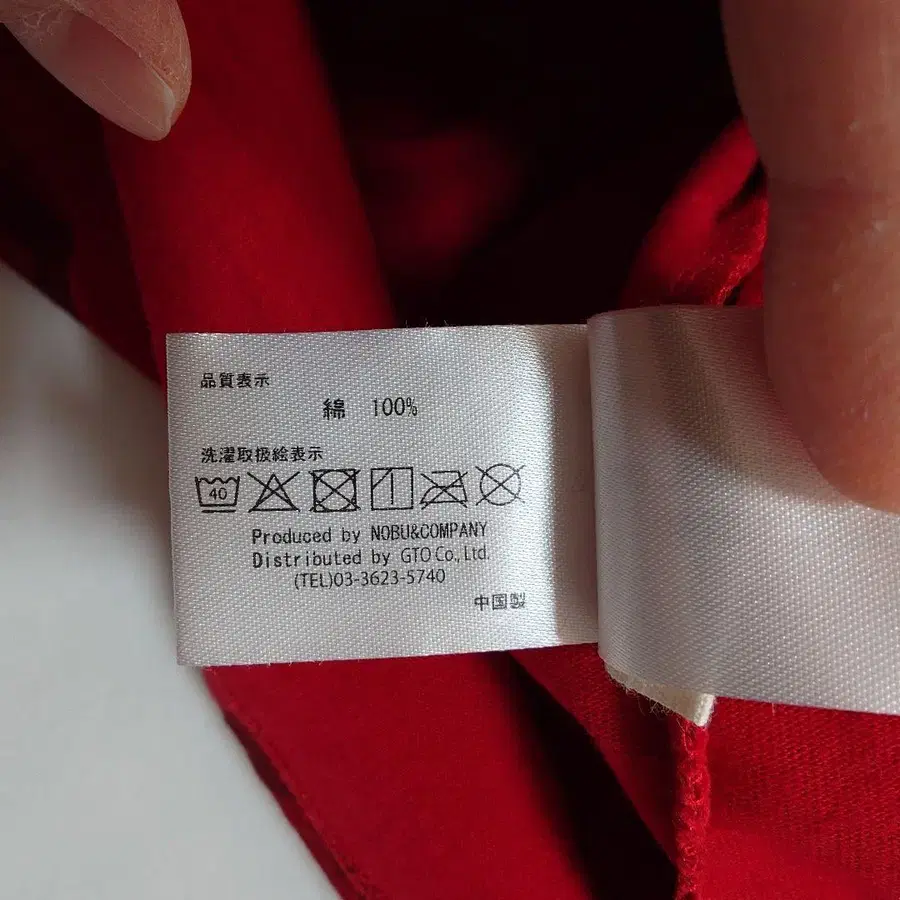 品質表示
綿 100%
洗濯取扱絵表示
40
Produced by NOBU&COMPANY
Distributed by GTO Co., Ltd.
(TEL)03-3623-5740
中国製